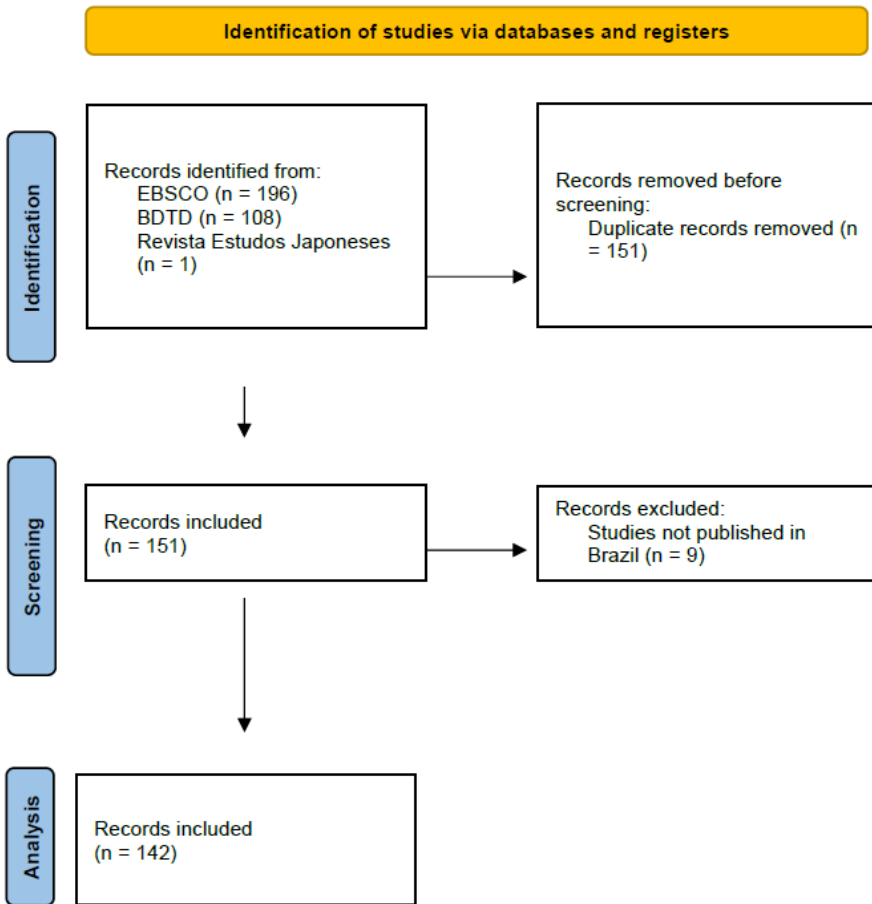 Identification of studies via databases and registers
Identification
Records identified from:
EBSCO (n = 196)
BDTD (n = 108)
Revista Estudos Japoneses
(n = 1)
Records removed before
screening:
Duplicate records removed (n
= 151)
Screening
Records included
(n = 151)
Records excluded:
Studies not published in
Brazil (n = 9)
Analysis
Records included
(n = 142)